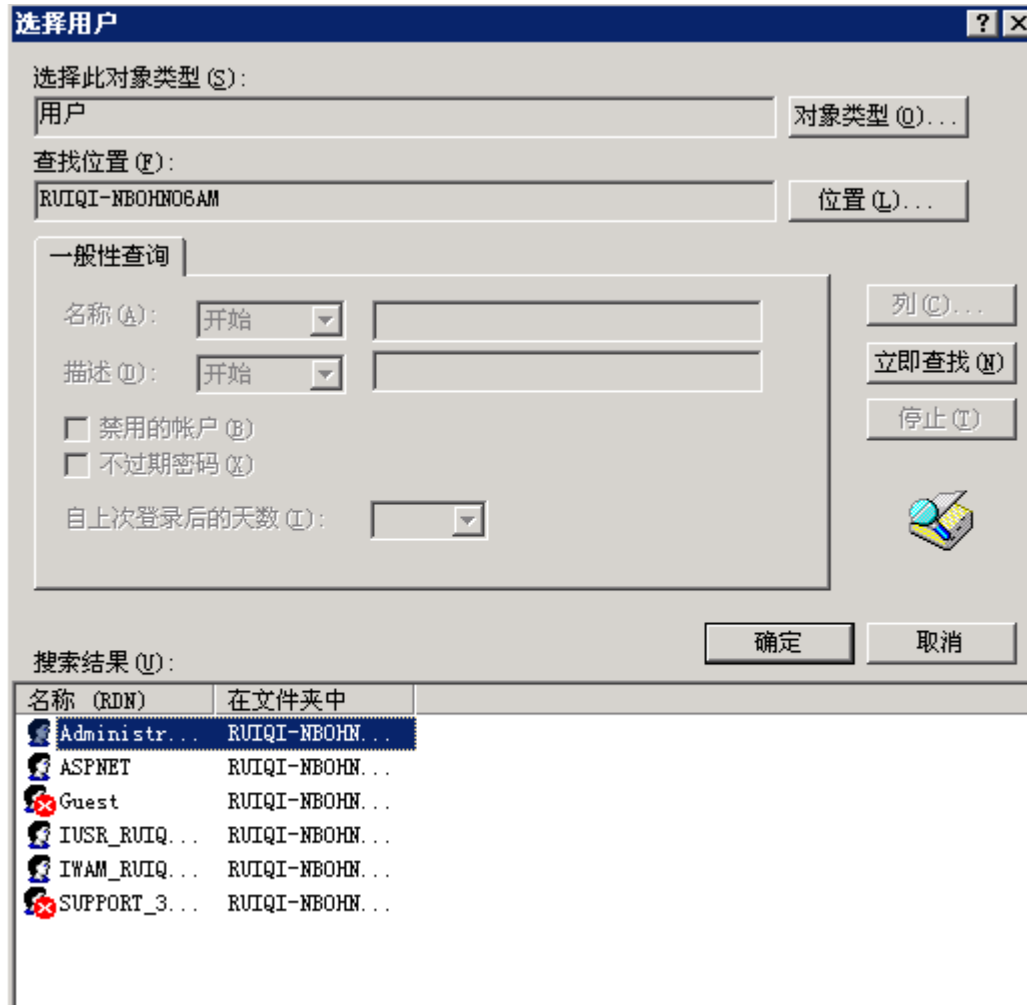 选择用户
选择此对象类型(S):
用户
对象类型(O)...
查找位置(F):
RUIQI-NBOHNO6AM
位置(L)...
一般性查询
名称(A):
开始
列(C)...
立即查找(N)
描述(D):
开始
停止(T)
禁用的帐户(B)
不过期密码(X)
自上次登录后的天数(I):
确定
取消
搜索结果(U):
名称 (RDN) 在文件夹中
Administr... RUIQI-NBOHN...
ASPNET RUIQI-NBOHN...
Guest RUIQI-NBOHN...
IUSR_RUIQ... RUIQI-NBOHN...
IWAM_RUIQ... RUIQI-NBOHN...
SUPPORT_3... RUIQI-NBOHN...